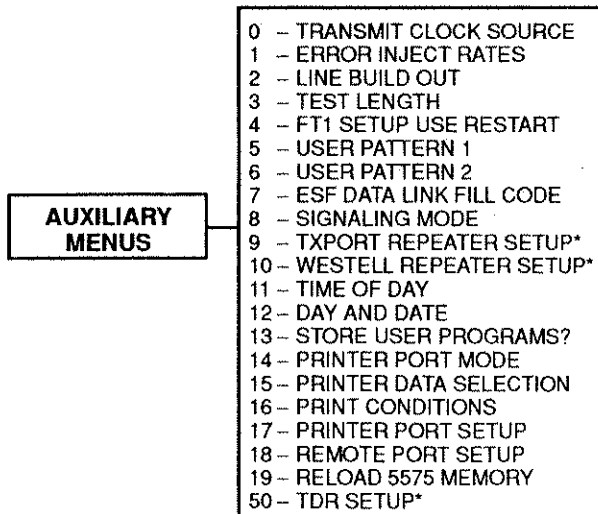 AUXILIARY
MENUS
0 – TRANSMIT CLOCK SOURCE
1 – ERROR INJECT RATES
2 – LINE BUILD OUT
3 – TEST LENGTH
4 – FT1 SETUP USE RESTART
5 – USER PATTERN 1
6 – USER PATTERN 2
7 – ESF DATA LINK FILL CODE
8 – SIGNALING MODE
9 – TXPORT REPEATER SETUP*
10 – WESTELL REPEATER SETUP*
11 – TIME OF DAY
12 – DAY AND DATE
13 – STORE USER PROGRAMS?
14 – PRINTER PORT MODE
15 – PRINTER DATA SELECTION
16 – PRINT CONDITIONS
17 – PRINTER PORT SETUP
18 – REMOTE PORT SETUP
19 – RELOAD 5575 MEMORY
50 – TDR SETUP*